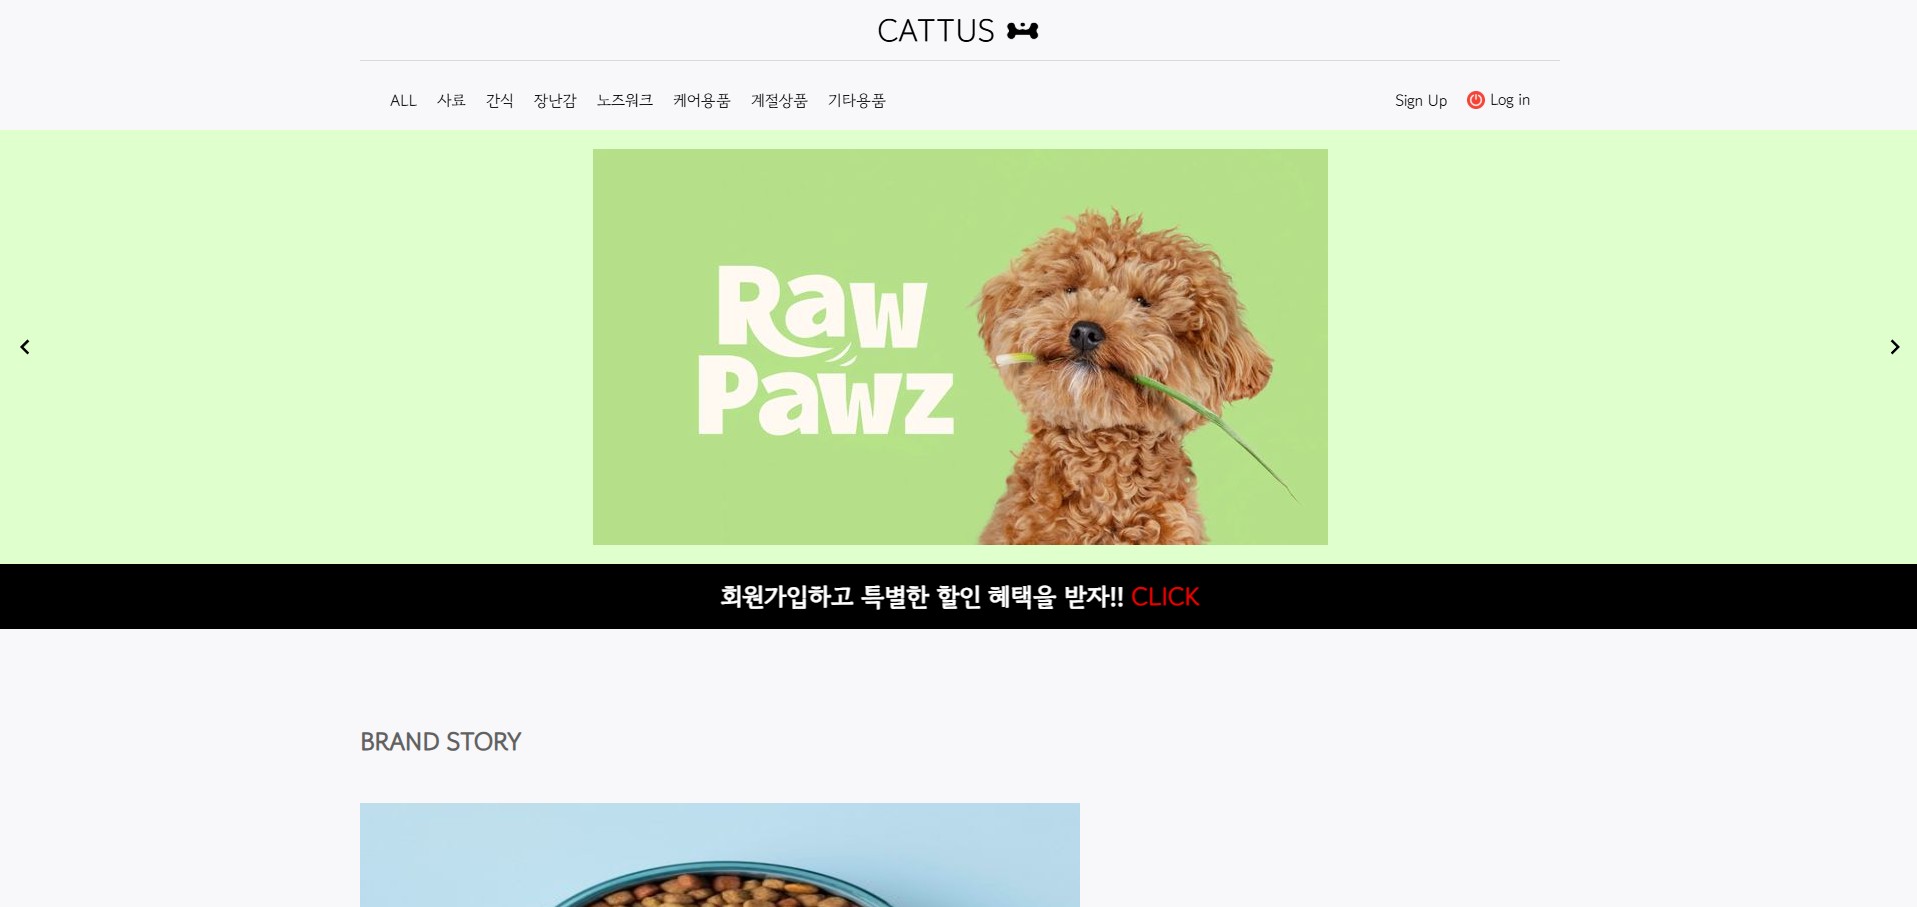 CATTUS
ALL 사료 간식 장난감 노즈워크 케어용품 계절상품 기타용품 Sign Up Log in
Raw
Pawz
회원가입하고 특별한 할인 혜택을 받자!! CLICK
BRAND STORY